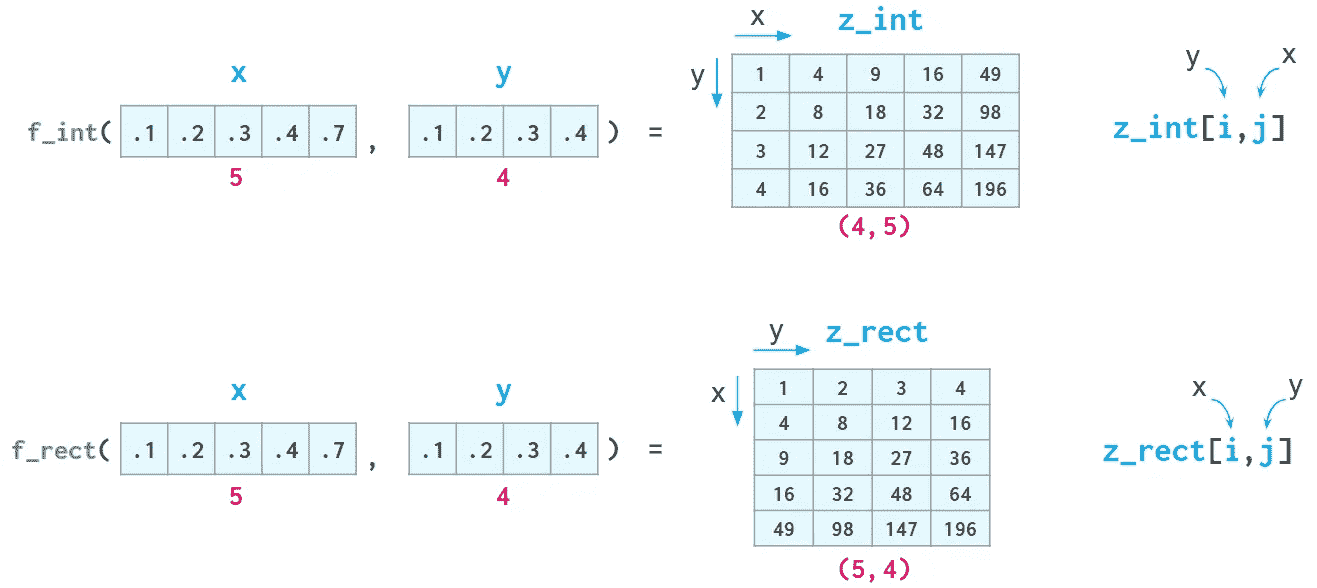 x z_int
y x
x y y
1 4 9 16 49
f_int( .1 .2 .3 .4 .7 , .1 .2 .3 .4 ) = 2 8 18 32 98 z_int[i,j]
3 12 27 48 147
5 4 4 16 36 64 196
(4,5)
y z_rect
x y x x y
1 2 3 4
4 8 12 16
f_rect( .1 .2 .3 .4 .7 , .1 .2 .3 .4 ) = 9 18 27 36 z_rect[i,j]
5 4 16 32 48 64
49 98 147 196
(5,4)